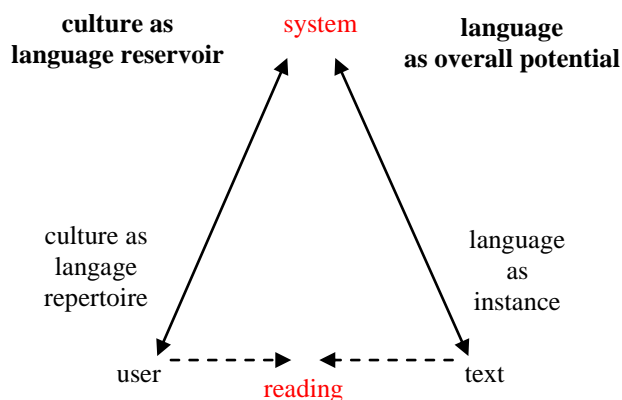 culture as
language reservoir
system
language
as overall potential
culture as
langage
repertoire
language
as
instance
user
reading
text